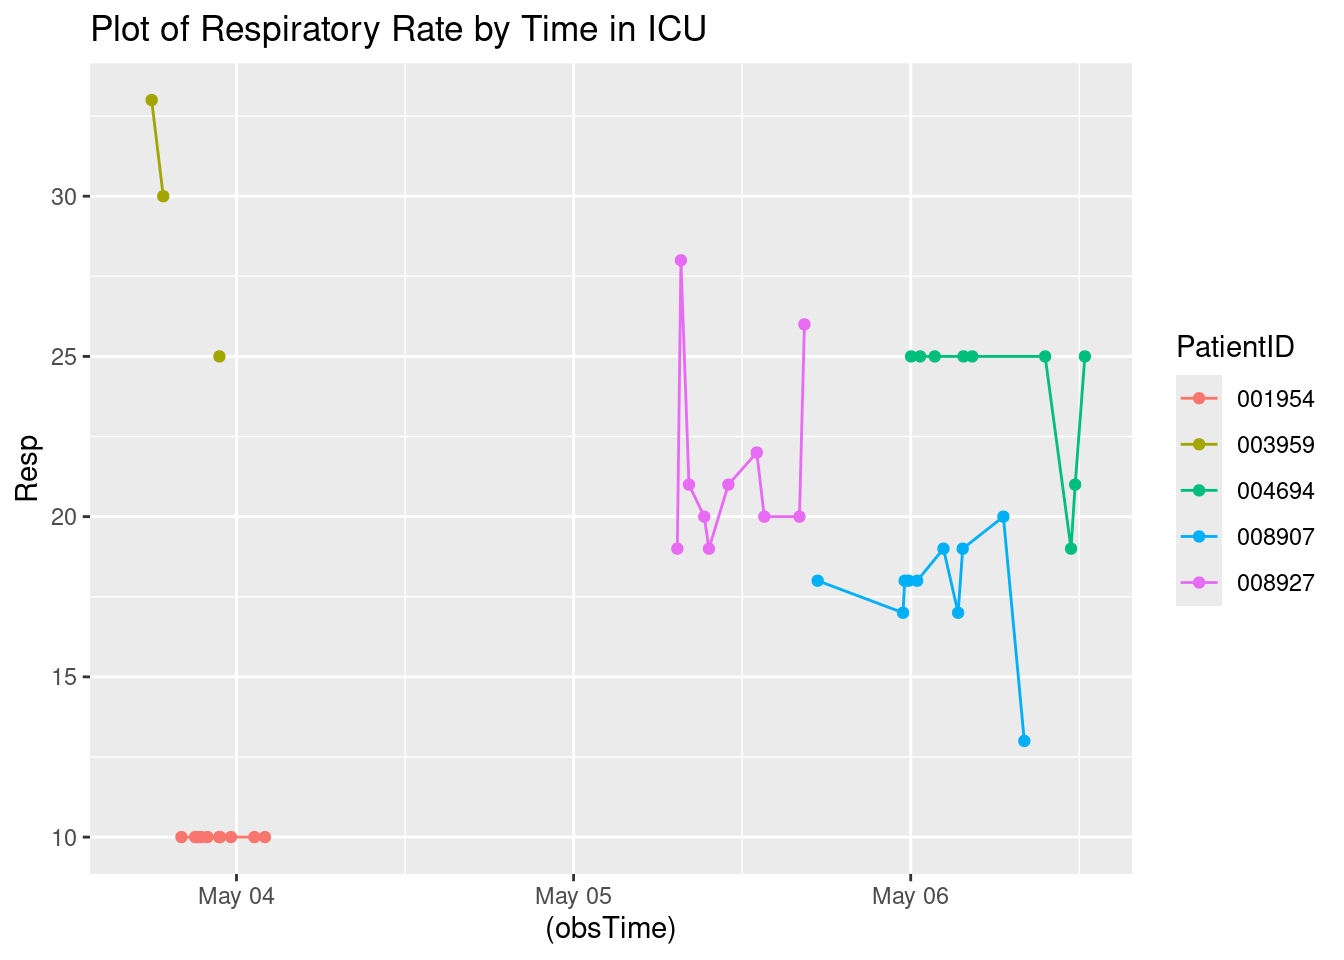 Plot of Respiratory Rate by Time in ICU
30
25
20
15
10
Resp
May 04
May 05
May 06
(obsTime)
PatientID
001954
003959
004694
008907
008927